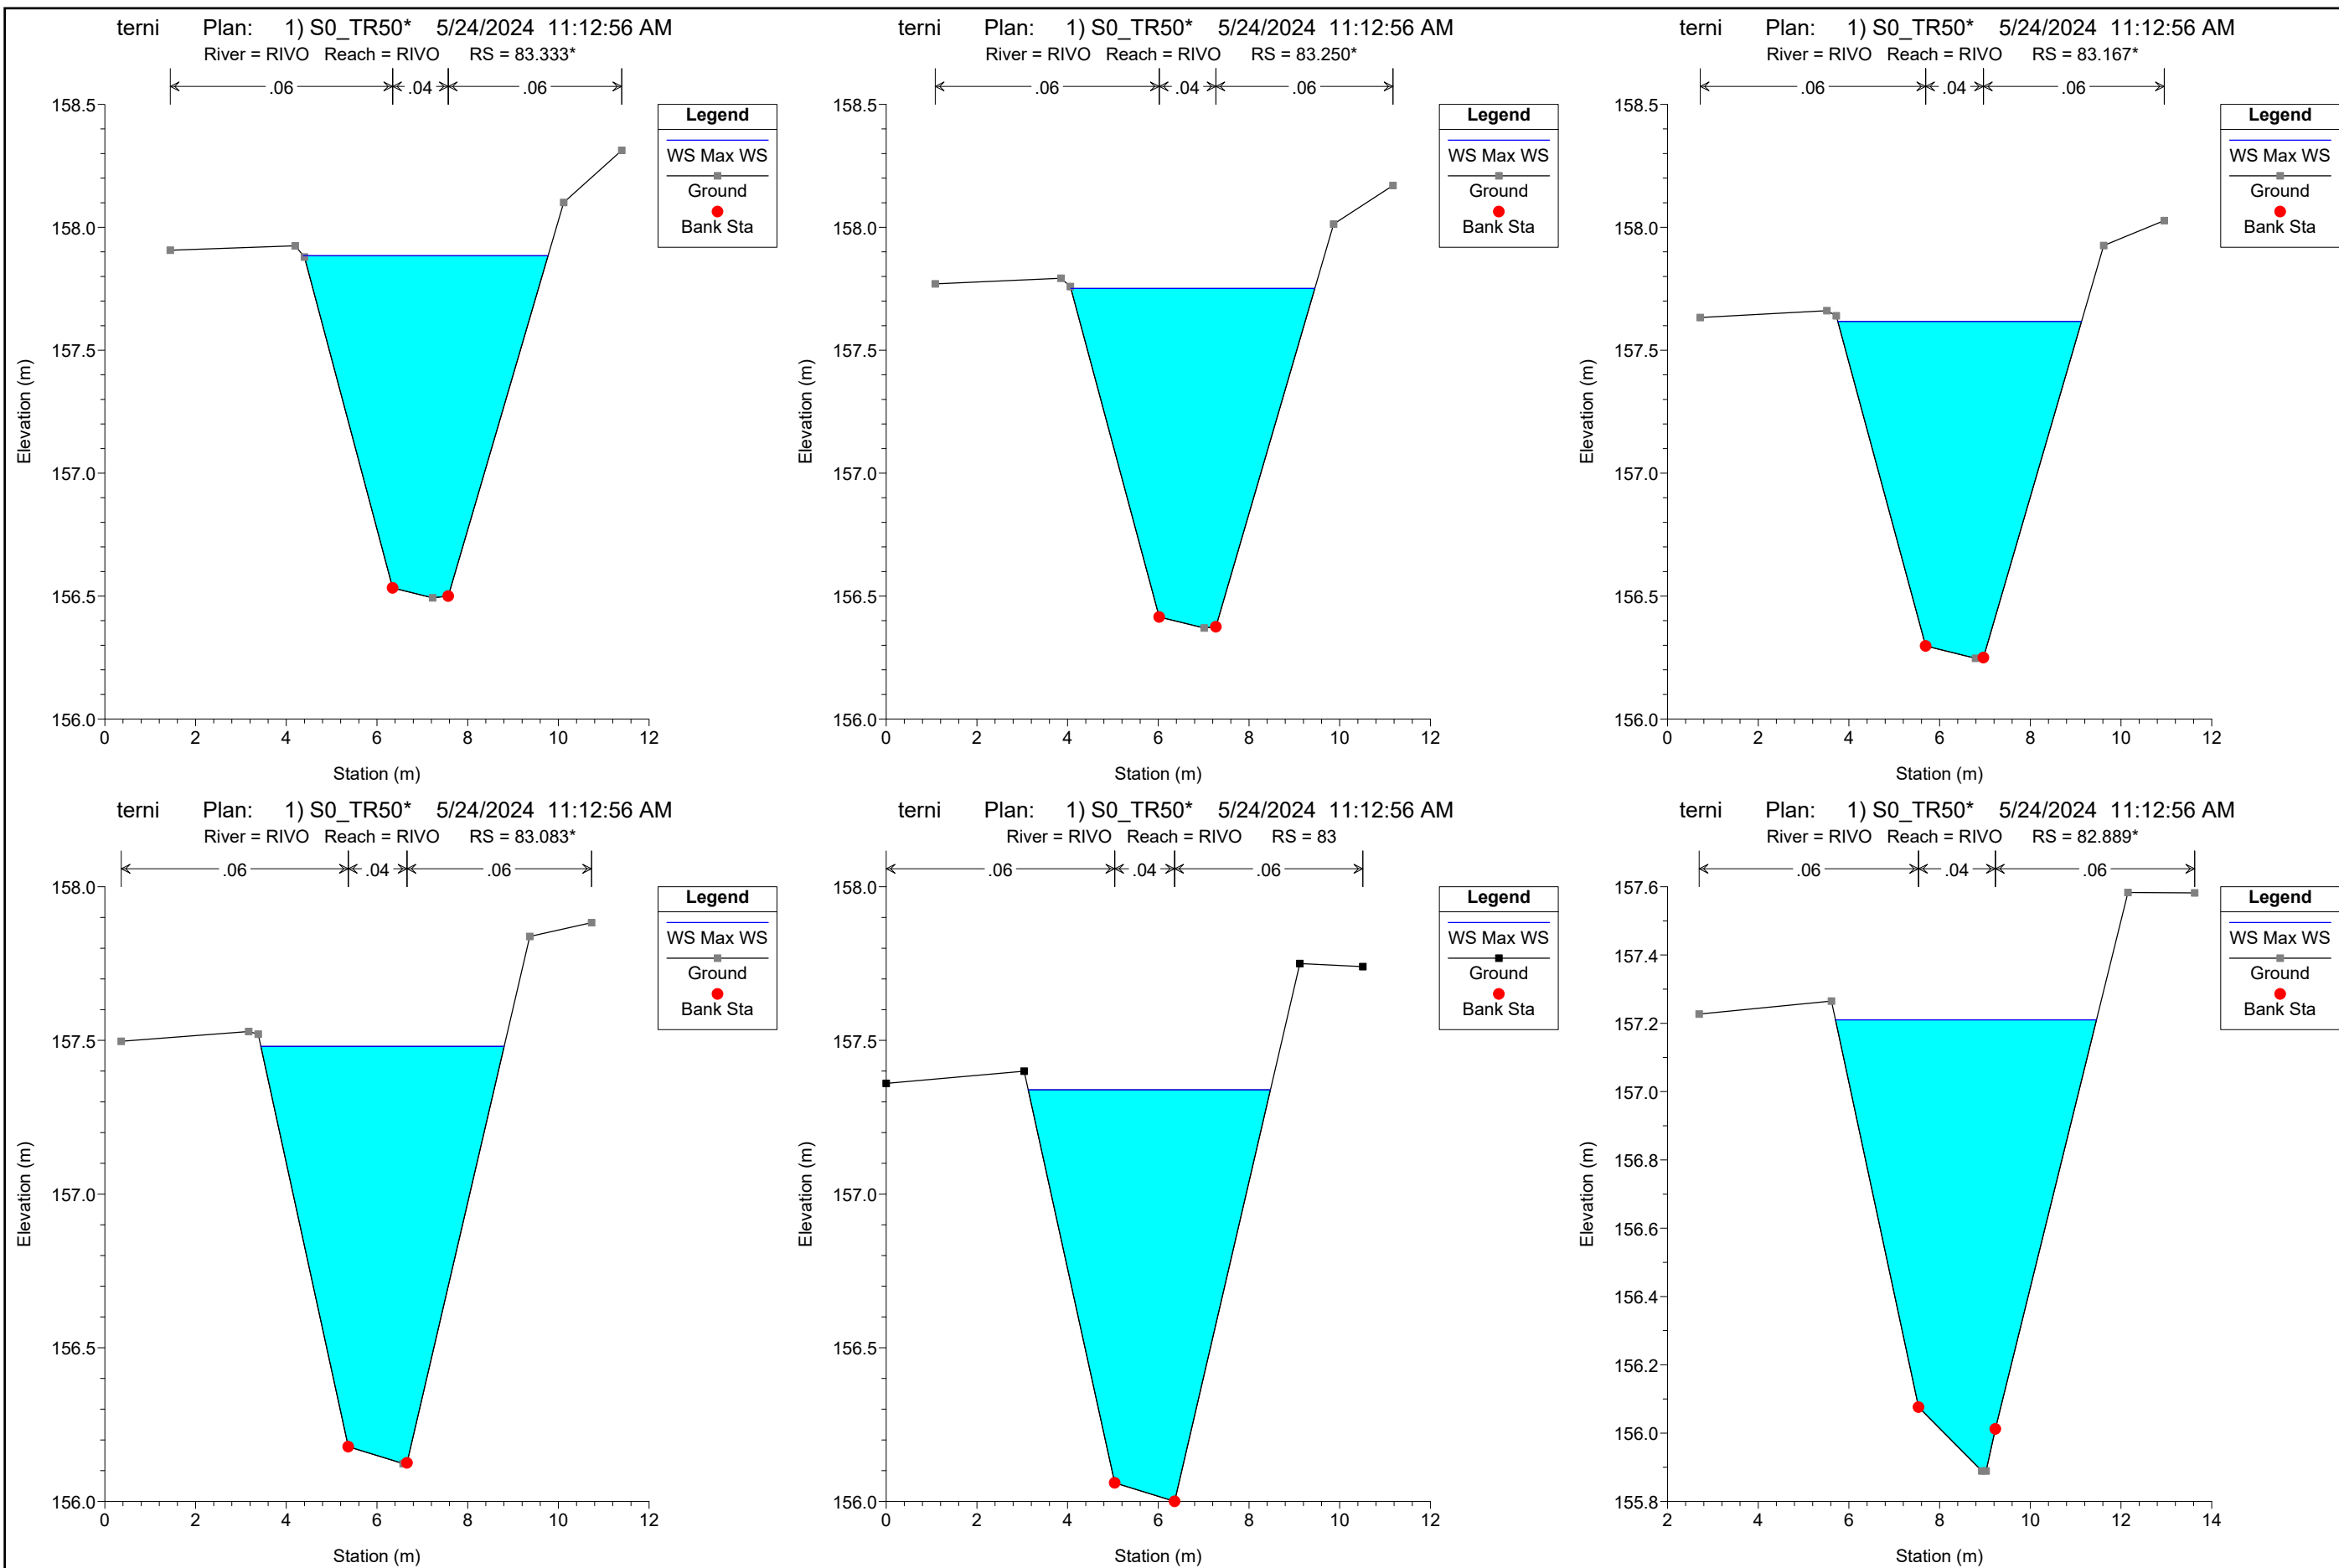 terni Plan: 1) S0_TR50* 5/24/2024 11:12:56 AM
River = RIVO Reach = RIVO RS = 83.333*
.06 .04 .06
158.5
158.0
157.5
157.0
156.5
156.0
0 2 4 6 8 10 12
Elevation (m)
Station (m)
Legend
WS Max WS
Ground
Bank Sta
terni Plan: 1) S0_TR50* 5/24/2024 11:12:56 AM
River = RIVO Reach = RIVO RS = 83.250*
.06 .04 .06
158.5
158.0
157.5
157.0
156.5
156.0
0 2 4 6 8 10 12
Elevation (m)
Station (m)
Legend
WS Max WS
Ground
Bank Sta
terni Plan: 1) S0_TR50* 5/24/2024 11:12:56 AM
River = RIVO Reach = RIVO RS = 83.167*
.06 .04 .06
158.5
158.0
157.5
157.0
156.5
156.0
0 2 4 6 8 10 12
Elevation (m)
Station (m)
Legend
WS Max WS
Ground
Bank Sta
terni Plan: 1) S0_TR50* 5/24/2024 11:12:56 AM
River = RIVO Reach = RIVO RS = 83.083*
.06 .04 .06
158.0
157.5
157.0
156.5
156.0
0 2 4 6 8 10 12
Elevation (m)
Station (m)
Legend
WS Max WS
Ground
Bank Sta
terni Plan: 1) S0_TR50* 5/24/2024 11:12:56 AM
River = RIVO Reach = RIVO RS = 83
.06 .04 .06
158.0
157.5
157.0
156.5
156.0
0 2 4 6 8 10 12
Elevation (m)
Station (m)
Legend
WS Max WS
Ground
Bank Sta
terni Plan: 1) S0_TR50* 5/24/2024 11:12:56 AM
River = RIVO Reach = RIVO RS = 82.889*
.06 .04 .06
157.6
157.4
157.2
157.0
156.8
156.6
156.4
156.2
156.0
155.8
2 4 6 8 10 12 14
Elevation (m)
Station (m)
Legend
WS Max WS
Ground
Bank Sta